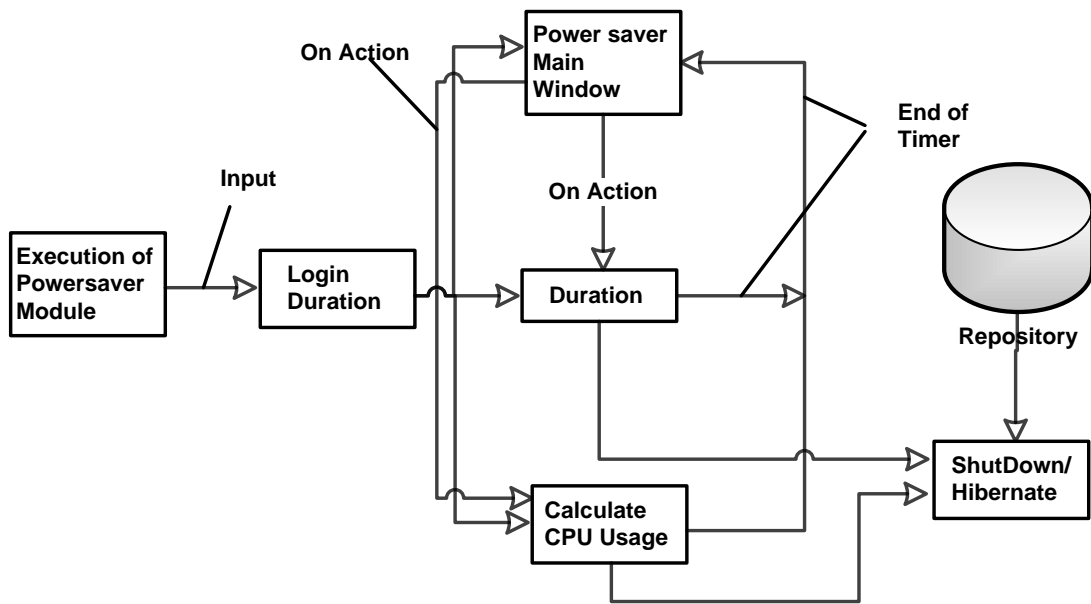 On Action
Power saver
Main
Window
End of
Timer
Input
On Action
Execution of
Powersaver
Module
Login
Duration
Duration
Repository
ShutDown/
Hibernate
Calculate
CPU Usage